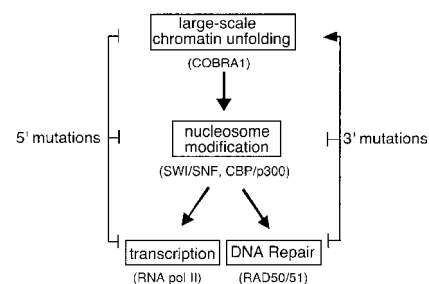 large-scale
chromatin unfolding
(COBRA1)
5' mutations
nucleosome
modification
3' mutations
(SWI/SNF, CBP/p300)
transcription
DNA Repair
(RNA pol II)
(RAD50/51)